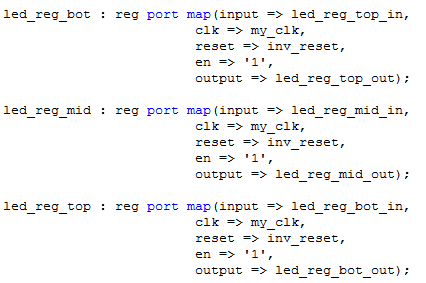 led_reg_bot : reg port map(input => led_reg_top_in,
clk => my_clk,
reset => inv_reset,
en => '1',
output => led_reg_top_out);
led_reg_mid : reg port map(input => led_reg_mid_in,
clk => my_clk,
reset => inv_reset,
en => '1',
output => led_reg_mid_out);
led_reg_top : reg port map(input => led_reg_bot_in,
clk => my_clk,
reset => inv_reset,
en => '1',
output => led_reg_bot_out);